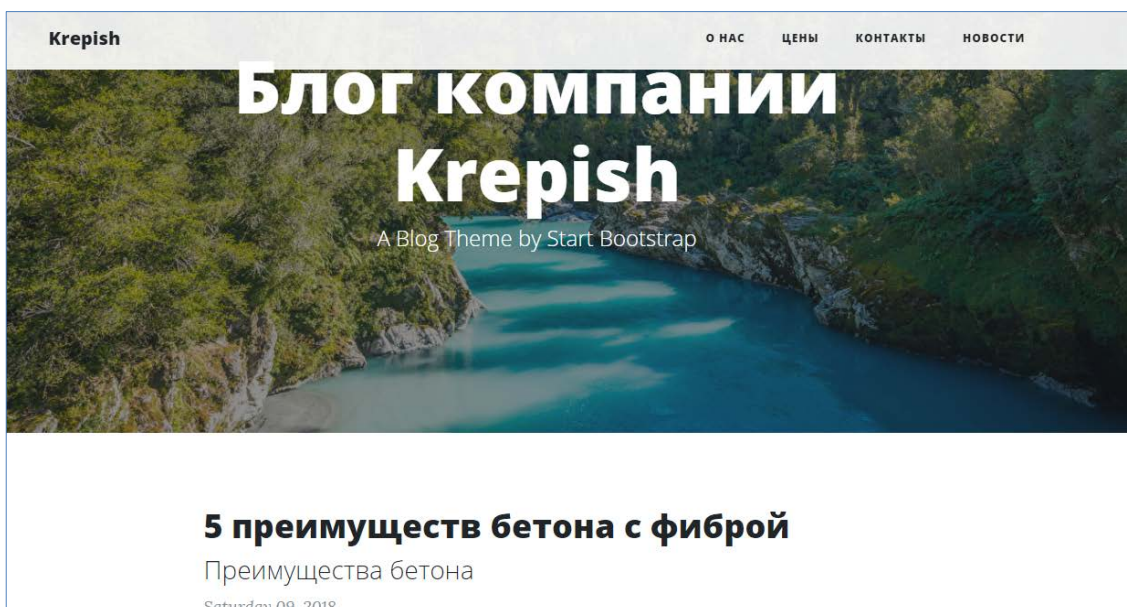 Krepish
О НАС ЦЕНЫ КОНТАКТЫ НОВОСТИ
Блог компании
Krepish
A Blog Theme by Start Bootstrap
5 преимуществ бетона с фиброй
Преимущества бетона
Saturday 09, 2018